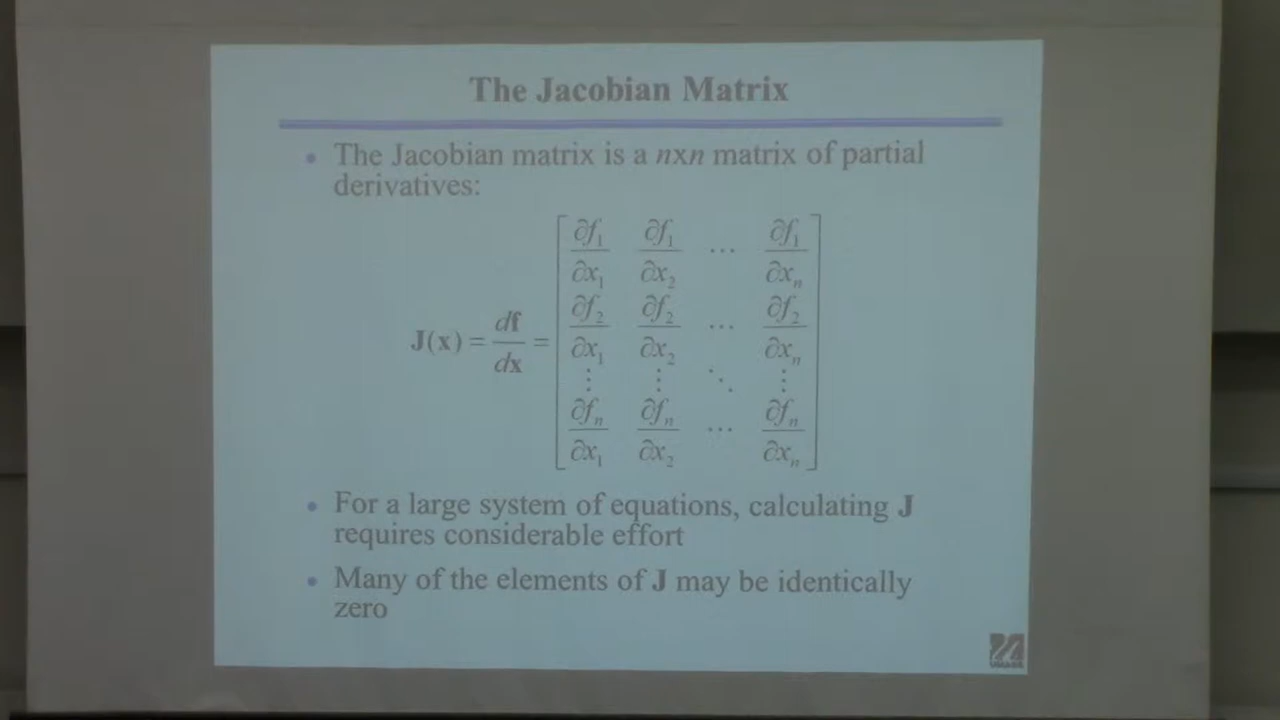 The Jacobian Matrix
• The Jacobian matrix is a nxn matrix of partial
derivatives:
J(x) = df/dx = [ ∂f₁/∂x₁ ∂f₁/∂x₂ ⋯ ∂f₁/∂xₙ
∂f₂/∂x₁ ∂f₂/∂x₂ ⋯ ∂f₂/∂xₙ
⋮ ⋮ ⋱ ⋮
∂fₙ/∂x₁ ∂fₙ/∂x₂ ⋯ ∂fₙ/∂xₙ ]
• For a large system of equations, calculating J
requires considerable effort
• Many of the elements of J may be identically
zero